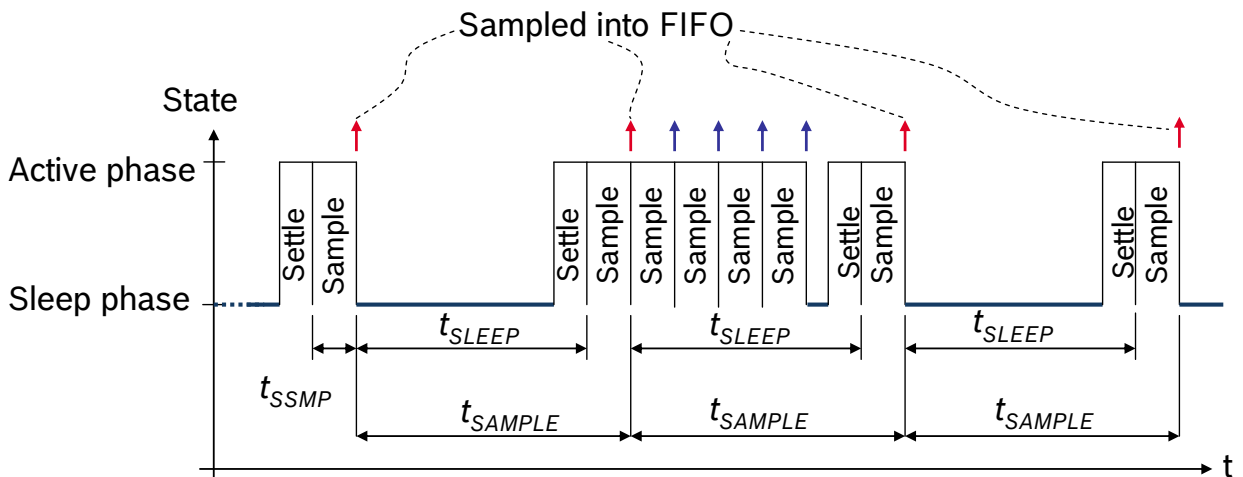 Sampled into FIFO
State
Active phase
Settle
Sample
Settle
Sample
Sample
Sample
Sample
Sample
Settle
Sample
Settle
Sample
Sleep phase
tSLEEP
tSLEEP
tSLEEP
tSSMP
tSAMPLE
tSAMPLE
tSAMPLE
t